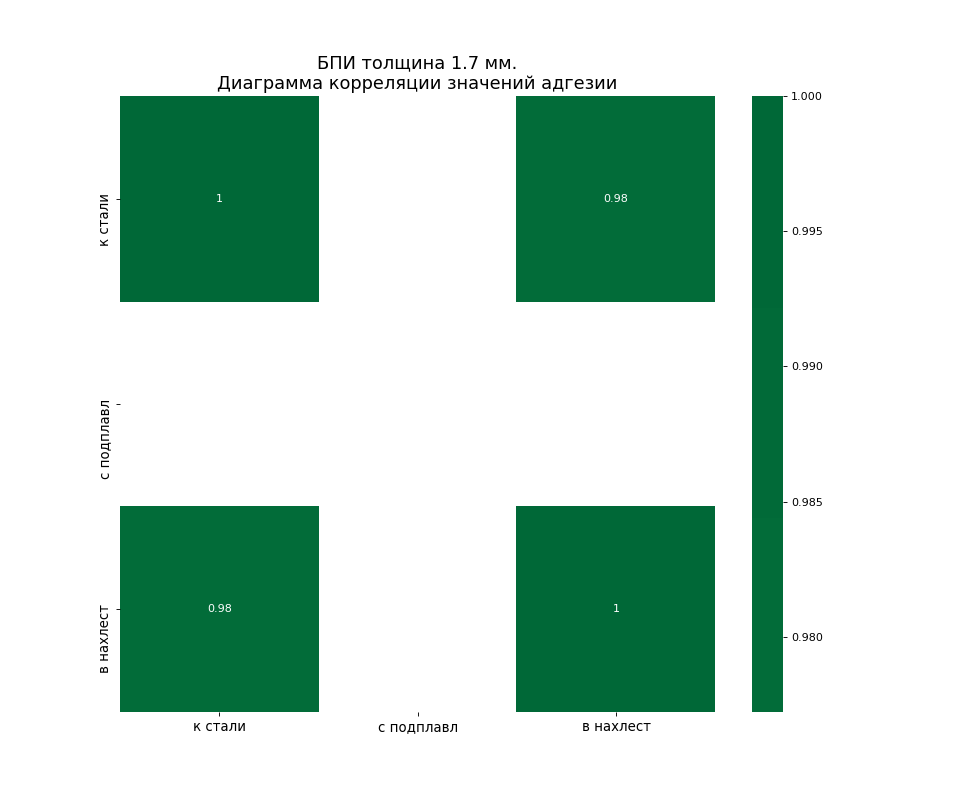 БПИ толщина 1.7 мм.
Диаграмма корреляции значений адгезии
1.000
0.995
0.990
0.985
0.980
к стали
1
0.98
с подплавл
в нахлест
0.98
1
к стали
с подплавл
в нахлест